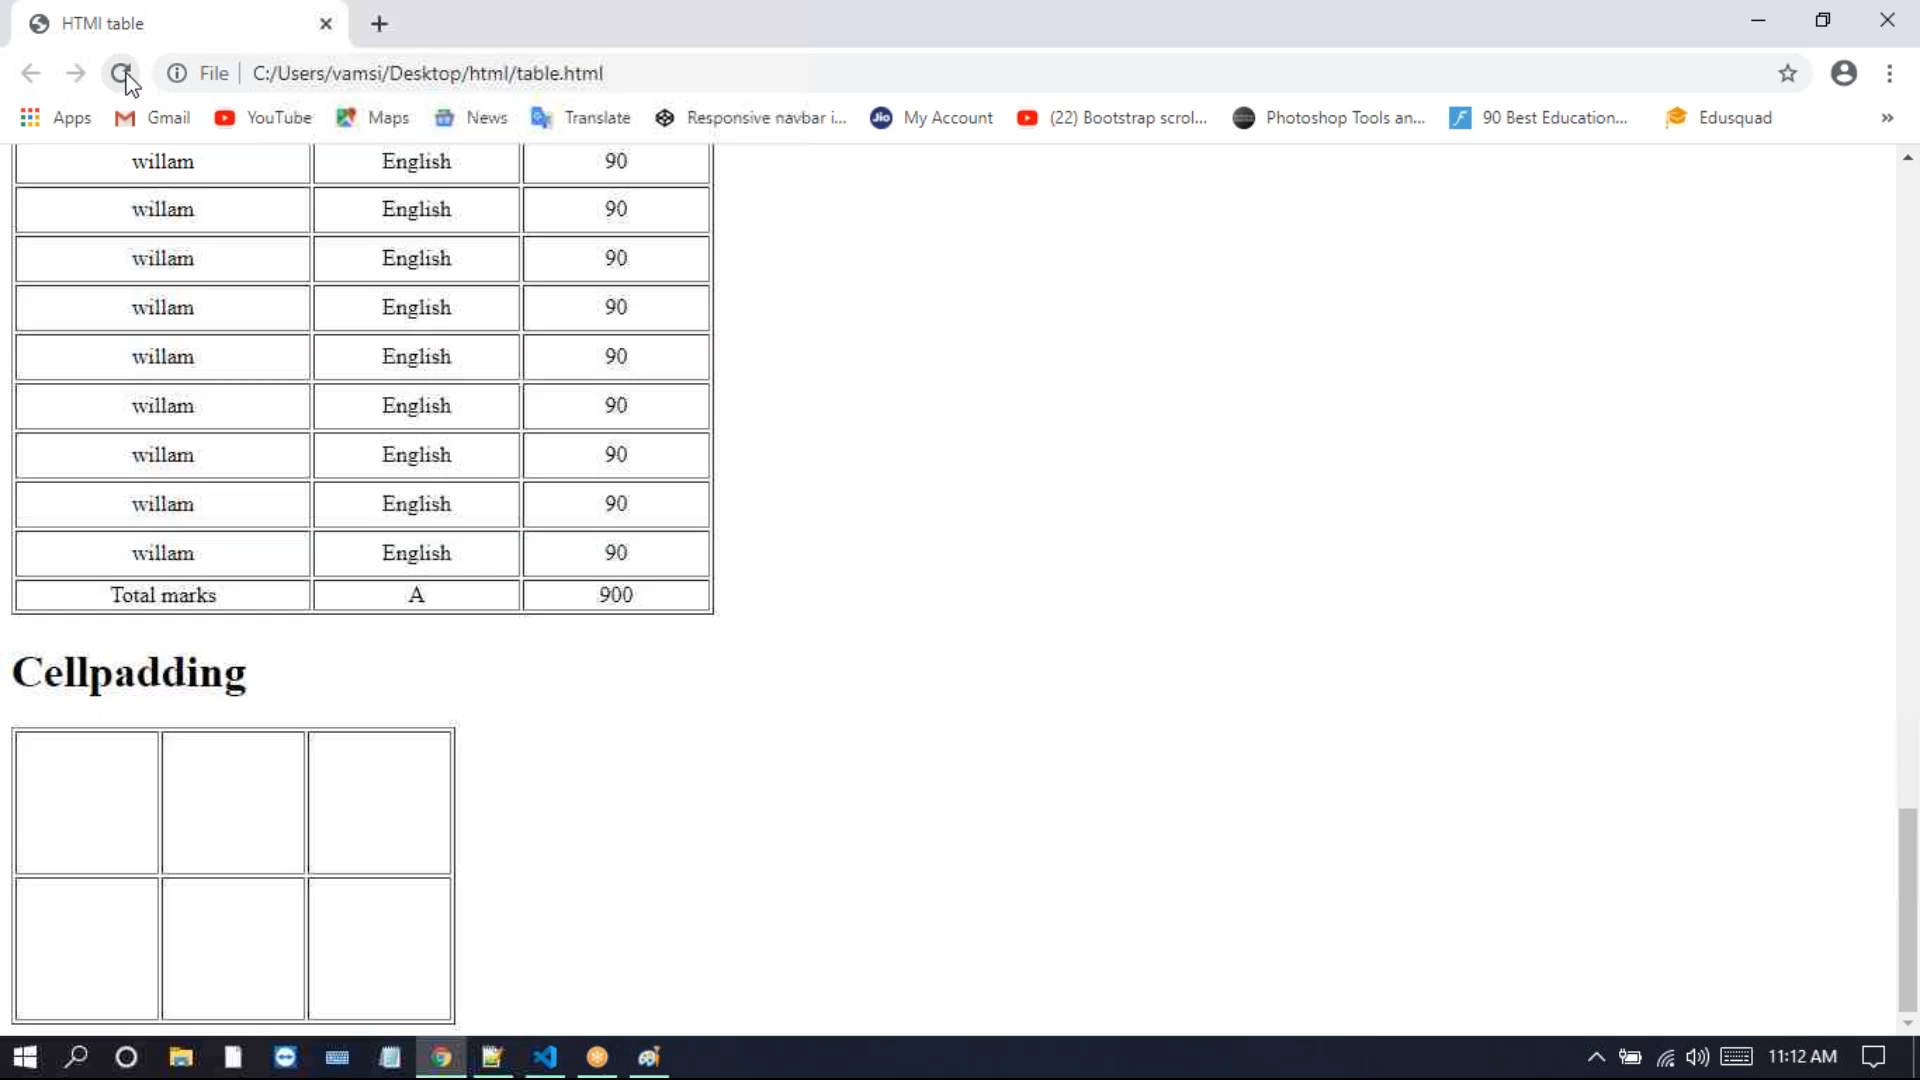 HTMl table
File C:/Users/vamsi/Desktop/html/table.html
Apps Gmail YouTube Maps News Translate Responsive navbar i... My Account (22) Bootstrap scrol... Photoshop Tools an... 90 Best Education... Edusquad »
willam English 90
willam English 90
willam English 90
willam English 90
willam English 90
willam English 90
willam English 90
willam English 90
willam English 90
Total marks A 900
Cellpadding
11:12 AM